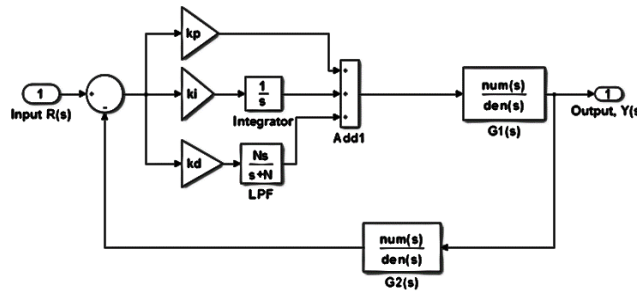 kp
1
Input R(s)
+
-
ki
1
s
Integrator
+
+
+
Add1
num(s)
den(s)
G1(s)
1
Output, Y(s
kd
Ns
s+N
LPF
num(s)
den(s)
G2(s)